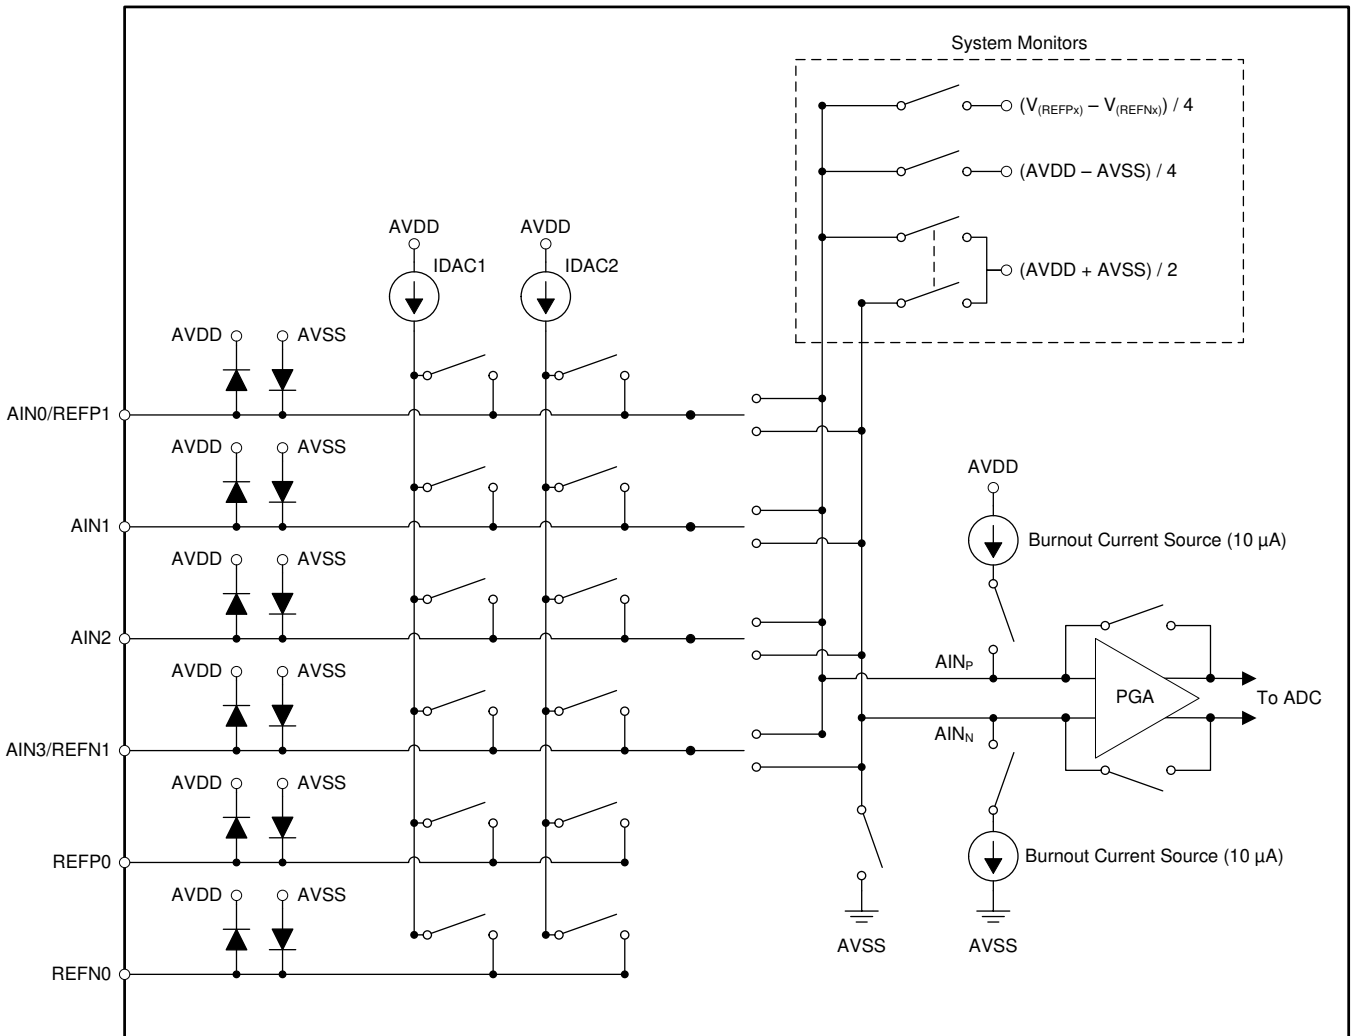 System Monitors
(V(REFPx) – V(REFNx)) / 4
(AVDD – AVSS) / 4
(AVDD + AVSS) / 2
AVDD
AVDD
IDAC1
IDAC2
AVDD
AVSS
AIN0/REFP1
AVDD
AVSS
AIN1
AVDD
AVSS
AIN2
AVDD
AVSS
AIN3/REFN1
AVDD
AVSS
REFP0
AVDD
AVSS
REFN0
AVDD
Burnout Current Source (10 µA)
AINP
PGA
To ADC
AINN
Burnout Current Source (10 µA)
AVSS
AVSS